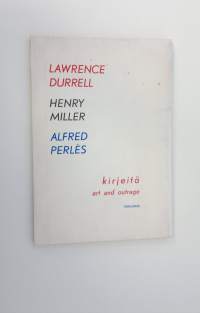 LAWRENCE
DURRELL
HENRY
MILLER
ALFRED
PERLÈS
kirjeitä
art and outrage